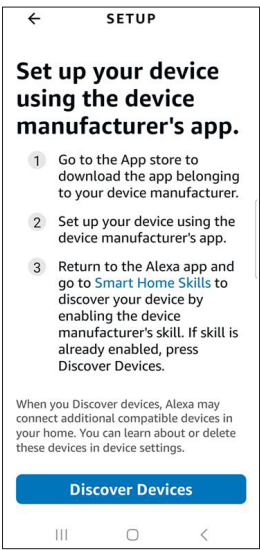 SETUP
Set up your device
using the device
manufacturer's app.
1 Go to the App store to
download the app belonging
to your device manufacturer.
2 Set up your device using the
device manufacturer's app.
3 Return to the Alexa app and
go to Smart Home Skills to
discover your device by
enabling the device
manufacturer's skill. If skill is
already enabled, press
Discover Devices.
When you Discover devices, Alexa may
connect additional compatible devices in
your home. You can learn about or delete
these devices in device settings.
Discover Devices